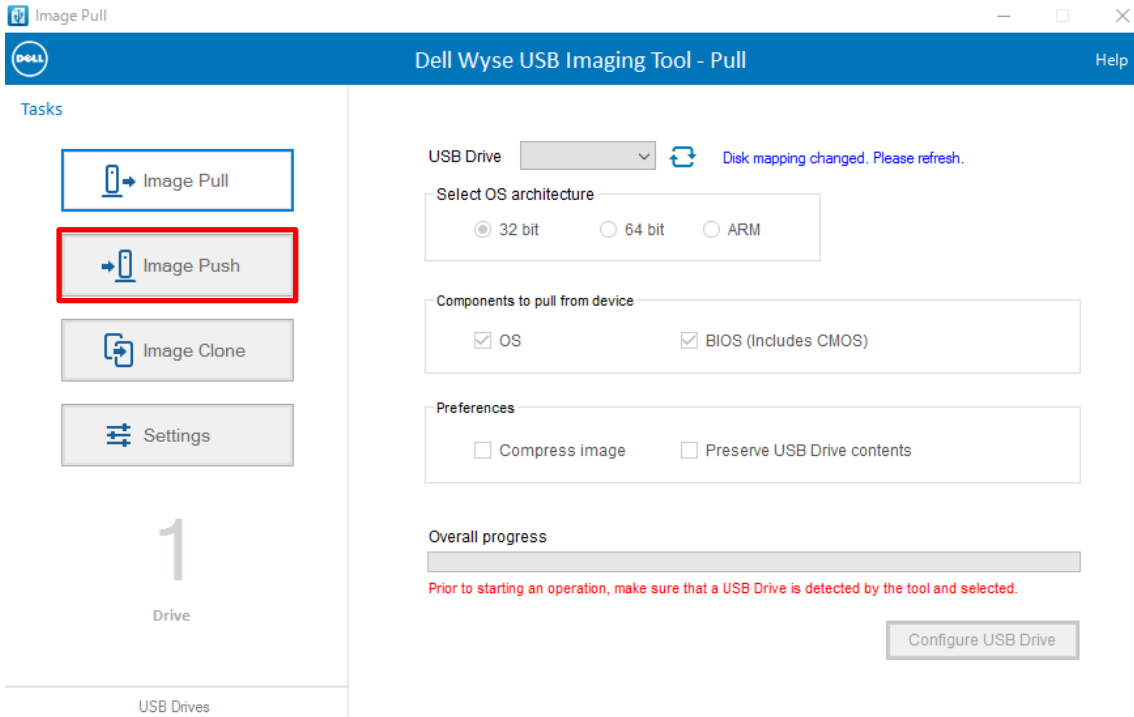 Image Pull
DELL
Dell Wyse USB Imaging Tool - Pull
Help
Tasks
Image Pull
Image Push
Image Clone
Settings
1
Drive
USB Drives
USB Drive
Disk mapping changed. Please refresh.
Select OS architecture
32 bit 64 bit ARM
Components to pull from device
OS BIOS (Includes CMOS)
Preferences
Compress image Preserve USB Drive contents
Overall progress
Prior to starting an operation, make sure that a USB Drive is detected by the tool and selected.
Configure USB Drive